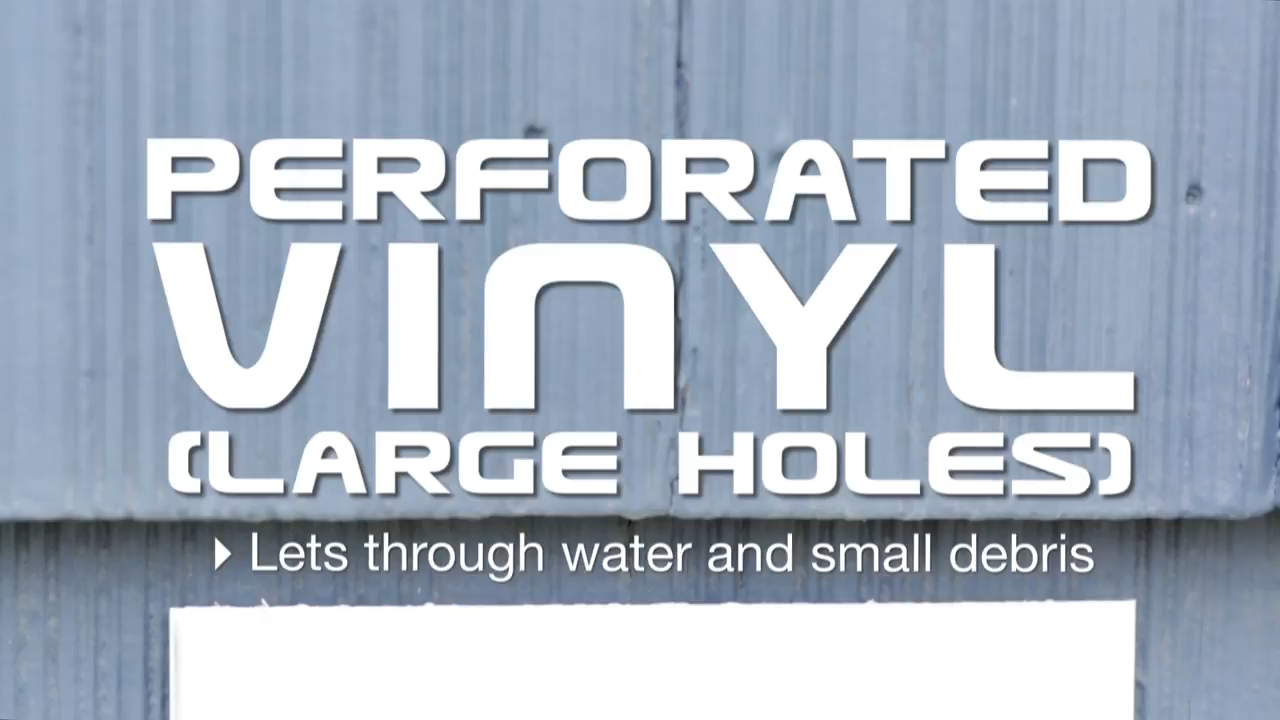 PERFORATED
VINYL
(LARGE HOLES)
Lets through water and small debris